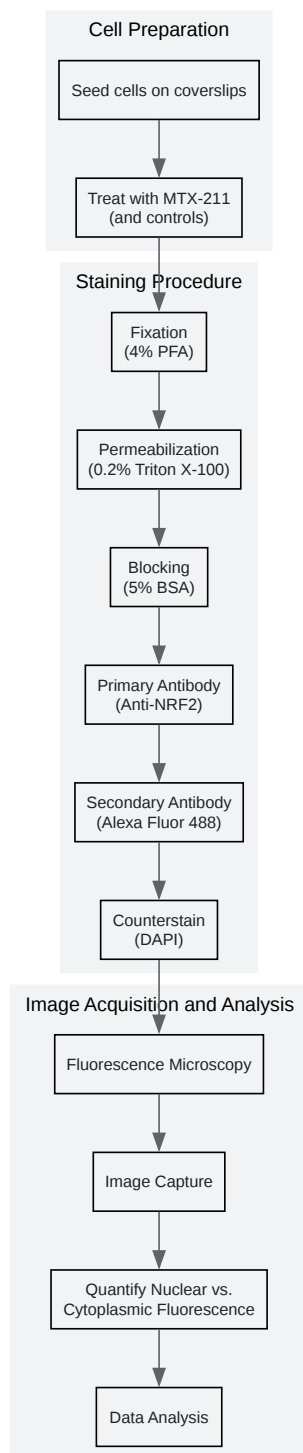 Cell Preparation
Seed cells on coverslips
Treat with MTX-211
(and controls)
Staining Procedure
Fixation
(4% PFA)
Permeabilization
(0.2% Triton X-100)
Blocking
(5% BSA)
Primary Antibody
(Anti-NRF2)
Secondary Antibody
(Alexa Fluor 488)
Counterstain
(DAPI)
Image Acquisition and Analysis
Fluorescence Microscopy
Image Capture
Quantify Nuclear vs.
Cytoplasmic Fluorescence
Data Analysis